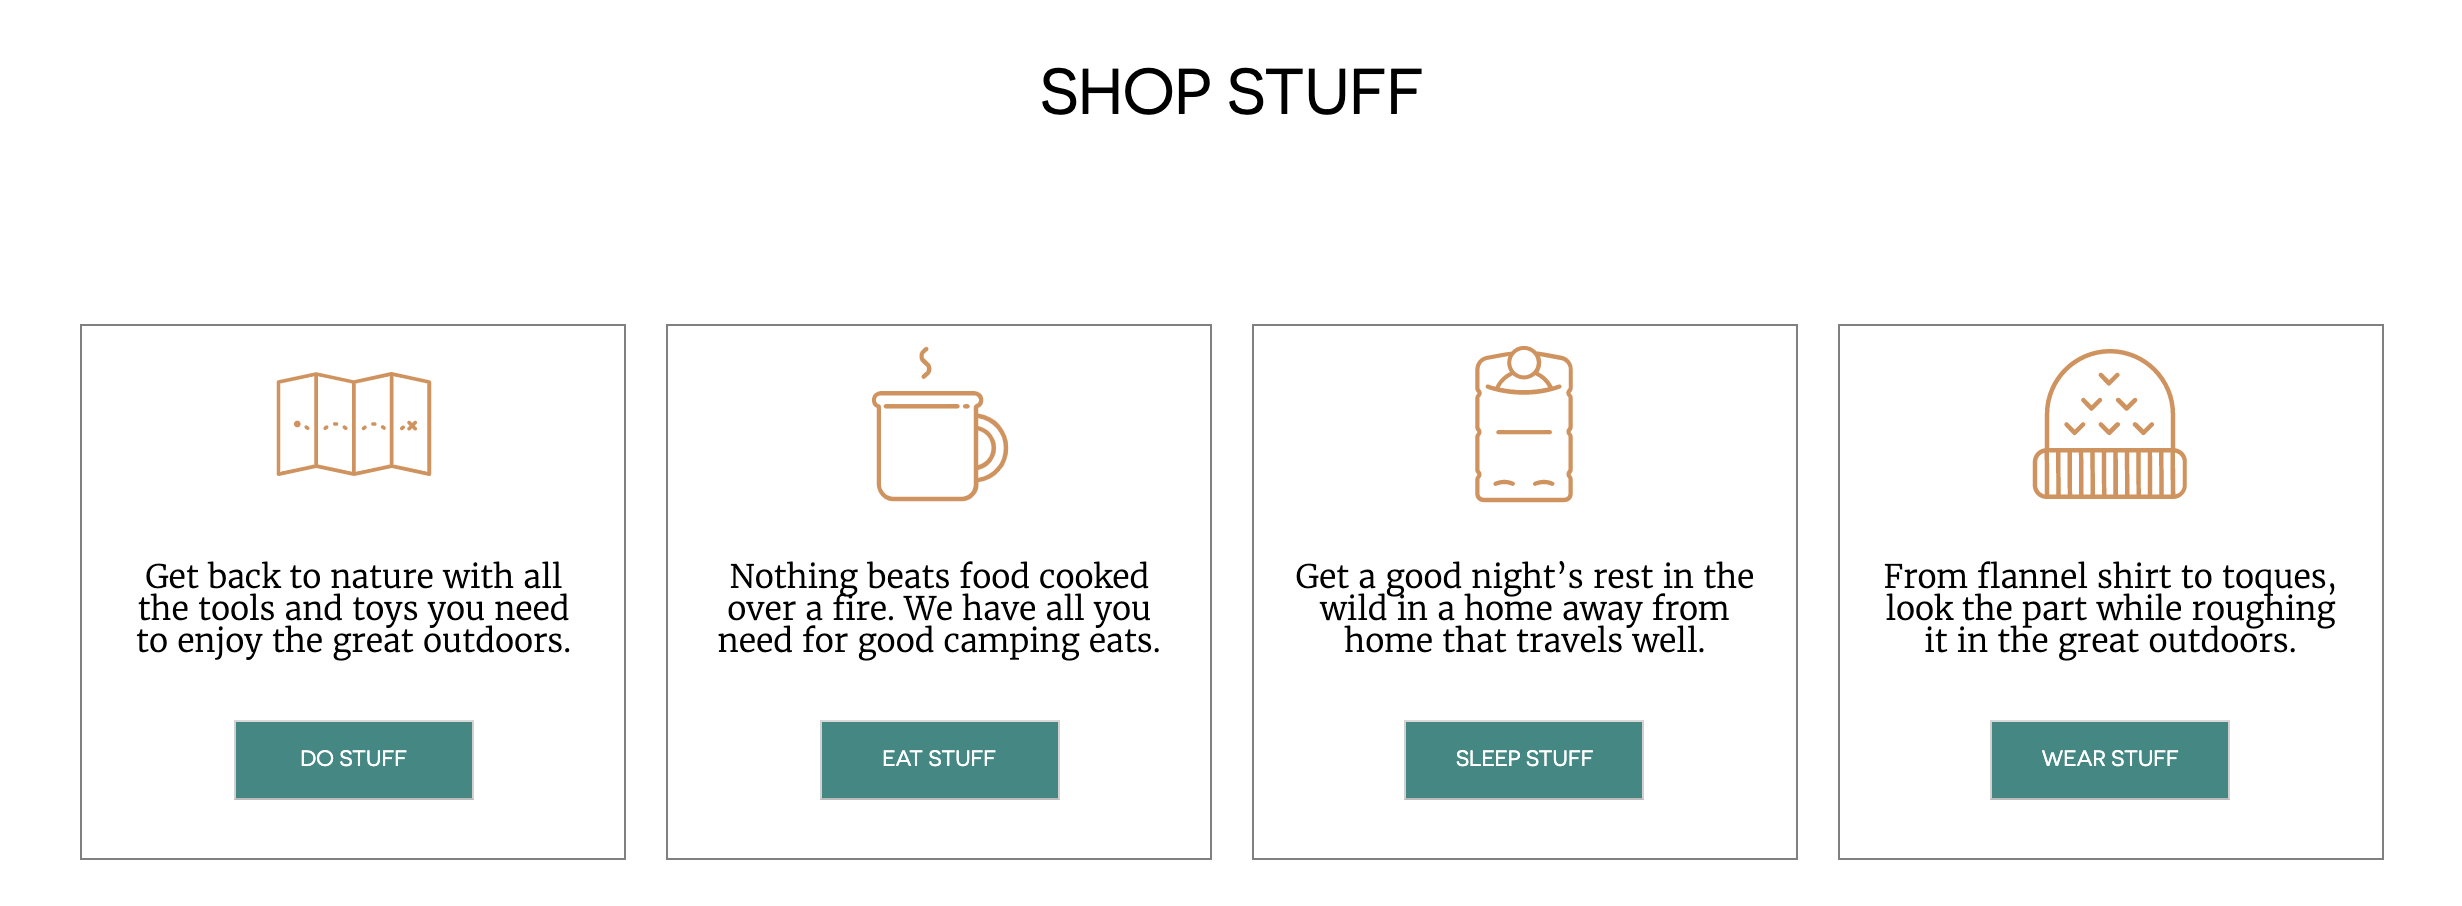 SHOP STUFF
Get back to nature with all
the tools and toys you need
to enjoy the great outdoors.
DO STUFF
Nothing beats food cooked
over a fire. We have all you
need for good camping eats.
EAT STUFF
Get a good night’s rest in the
wild in a home away from
home that travels well.
SLEEP STUFF
From flannel shirt to toques,
look the part while roughing
it in the great outdoors.
WEAR STUFF